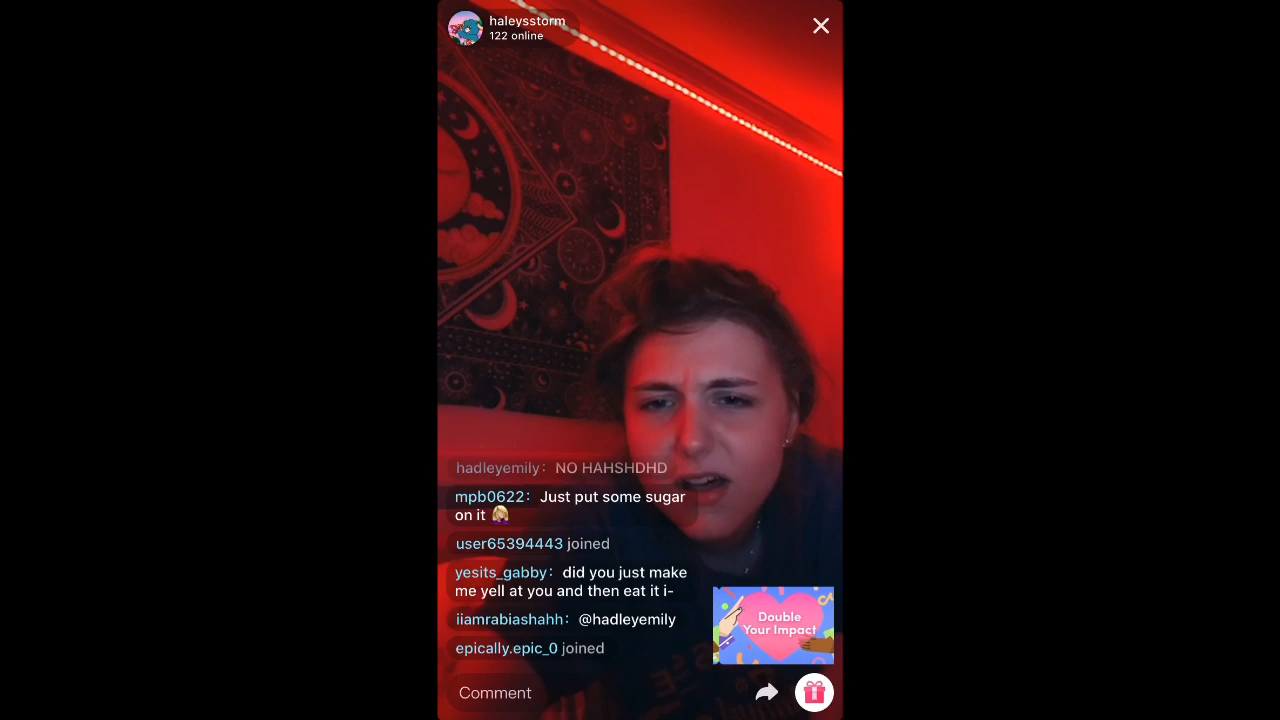 haleysstorm
122 online
hadleyemily: NO HAHSHDHD
mpb0622: Just put some sugar
on it 🤦🏼‍♀️
user65394443 joined
yesits_gabby: did you just make
me yell at you and then eat it i-
iiamrabiashahh: @hadleyemily
epically.epic_0 joined
Double
Your Impact
Comment